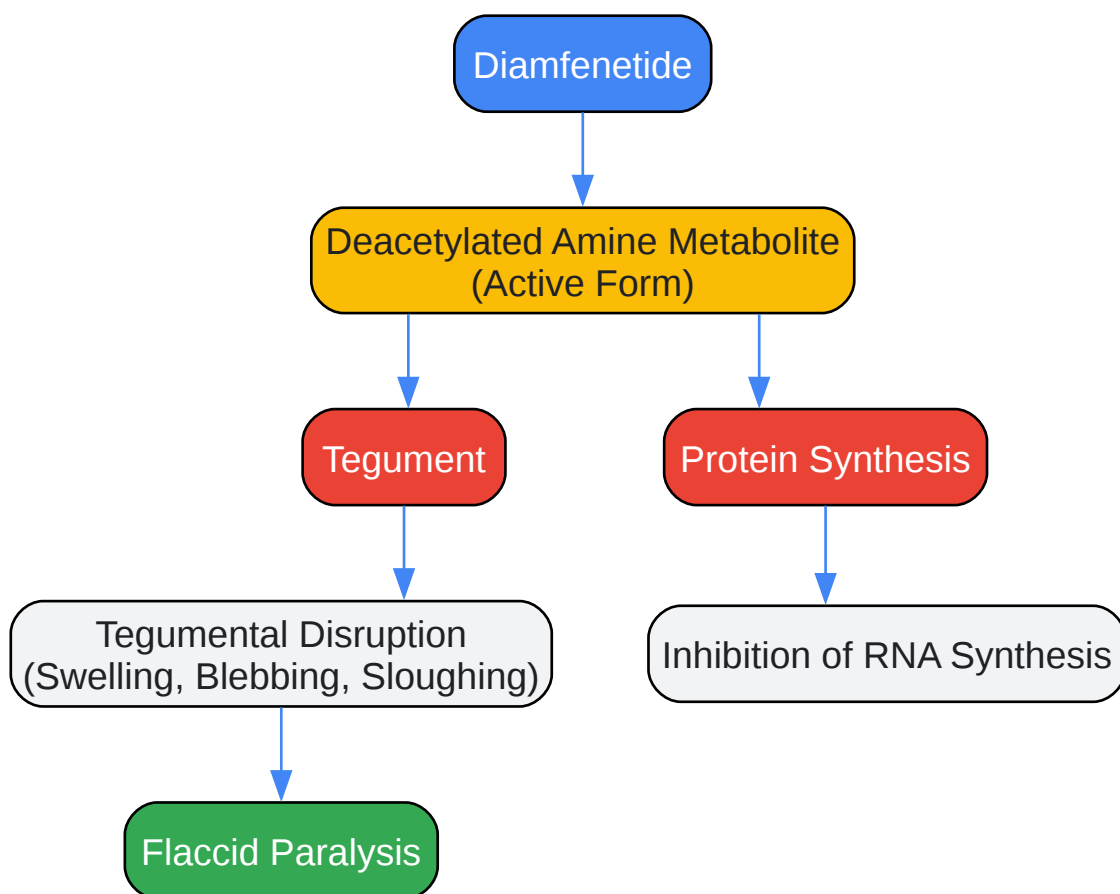 Diamfenetide
Deacetylated Amine Metabolite
(Active Form)
Tegument
Protein Synthesis
Tegumental Disruption
(Swelling, Blebbing, Sloughing)
Inhibition of RNA Synthesis
Flaccid Paralysis